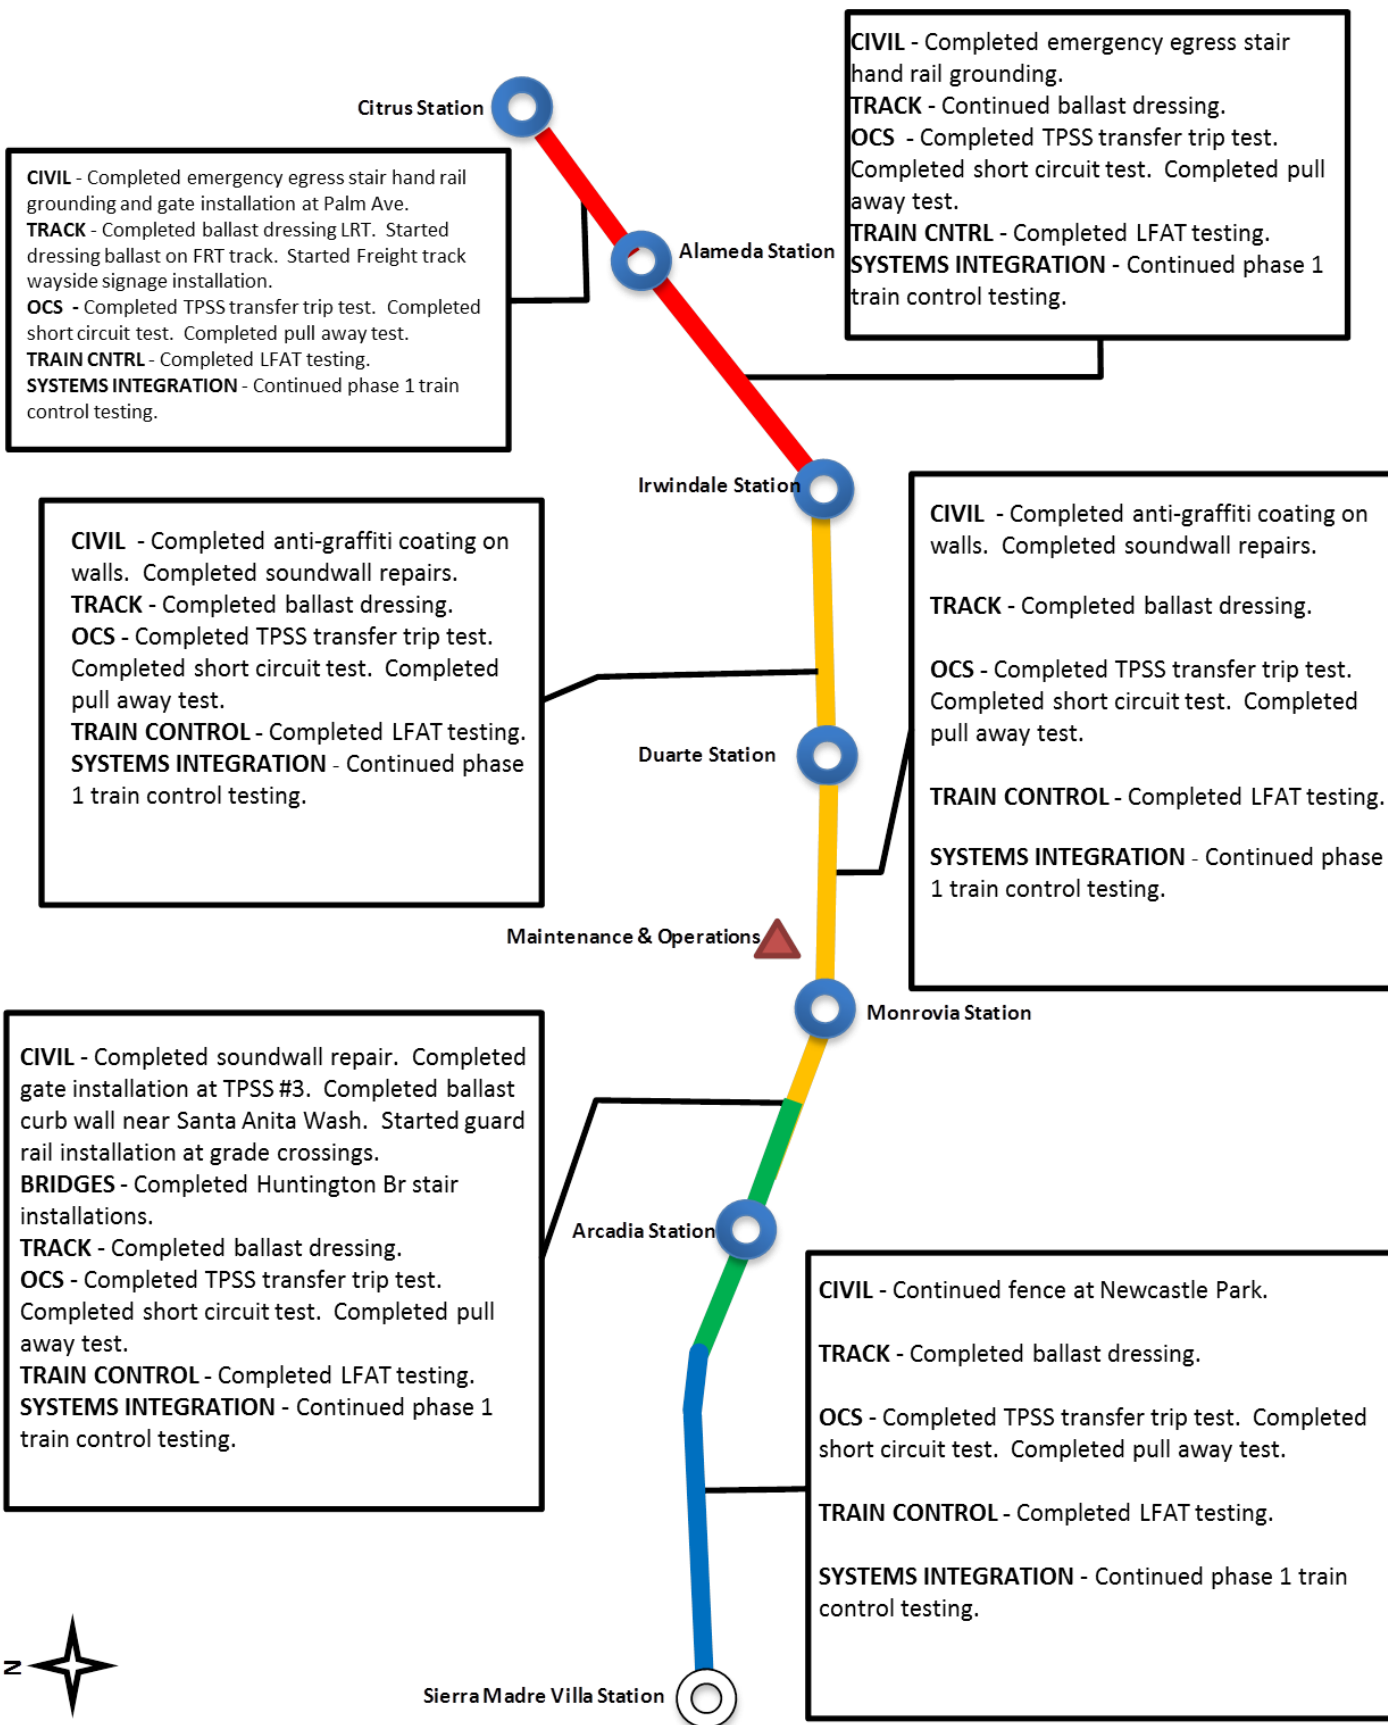 Citrus Station
CIVIL - Completed emergency egress stair
hand rail grounding.
TRACK - Continued ballast dressing.
OCS - Completed TPSS transfer trip test.
Completed short circuit test. Completed pull
away test.
TRAIN CNTRL - Completed LFAT testing.
SYSTEMS INTEGRATION - Continued phase 1
train control testing.
CIVIL - Completed emergency egress stair hand rail
grounding and gate installation at Palm Ave.
TRACK - Completed ballast dressing LRT. Started
dressing ballast on FRT track. Started Freight track
wayside signage installation.
OCS - Completed TPSS transfer trip test. Completed
short circuit test. Completed pull away test.
TRAIN CNTRL - Completed LFAT testing.
SYSTEMS INTEGRATION - Continued phase 1 train
control testing.
Alameda Station
Irwindale Station
CIVIL - Completed anti-graffiti coating on
walls. Completed soundwall repairs.
TRACK - Completed ballast dressing.
OCS - Completed TPSS transfer trip test.
Completed short circuit test. Completed
pull away test.
TRAIN CONTROL - Completed LFAT testing.
SYSTEMS INTEGRATION - Continued phase
1 train control testing.
CIVIL - Completed anti-graffiti coating on
walls. Completed soundwall repairs.
TRACK - Completed ballast dressing.
OCS - Completed TPSS transfer trip test.
Completed short circuit test. Completed
pull away test.
TRAIN CONTROL - Completed LFAT testing.
SYSTEMS INTEGRATION - Continued phase
1 train control testing.
Duarte Station
Maintenance & Operations
Monrovia Station
CIVIL - Completed soundwall repair. Completed
gate installation at TPSS #3. Completed ballast
curb wall near Santa Anita Wash. Started guard
rail installation at grade crossings.
BRIDGES - Completed Huntington Br stair
installations.
TRACK - Completed ballast dressing.
OCS - Completed TPSS transfer trip test.
Completed short circuit test. Completed pull
away test.
TRAIN CONTROL - Completed LFAT testing.
SYSTEMS INTEGRATION - Continued phase 1
train control testing.
Arcadia Station
CIVIL - Continued fence at Newcastle Park.
TRACK - Completed ballast dressing.
OCS - Completed TPSS transfer trip test. Completed
short circuit test. Completed pull away test.
TRAIN CONTROL - Completed LFAT testing.
SYSTEMS INTEGRATION - Continued phase 1 train
control testing.
N
Sierra Madre Villa Station